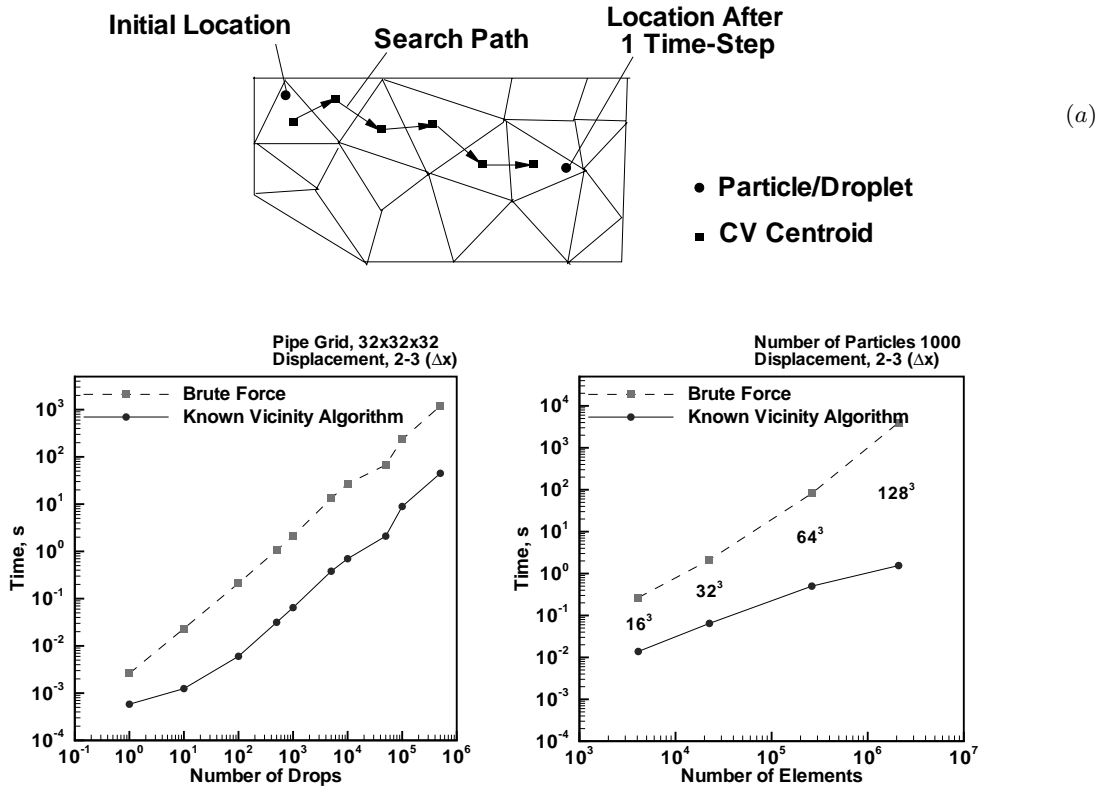 Initial Location
Search Path
Location After
1 Time-Step
(a)
Particle/Droplet
CV Centroid
Pipe Grid, 32x32x32
Displacement, 2-3 (Δx)
Brute Force
Known Vicinity Algorithm
Time, s
10³
10²
10¹
10⁰
10⁻¹
10⁻²
10⁻³
10⁻⁴
10⁻¹ 10⁰ 10¹ 10² 10³ 10⁴ 10⁵ 10⁶
Number of Drops
Number of Particles 1000
Displacement, 2-3 (Δx)
Brute Force
Known Vicinity Algorithm
Time, s
10⁴
10³
10²
10¹
10⁰
10⁻¹
10⁻²
10⁻³
10⁻⁴
16³
32³
64³
128³
10³ 10⁴ 10⁵ 10⁶ 10⁷
Number of Elements